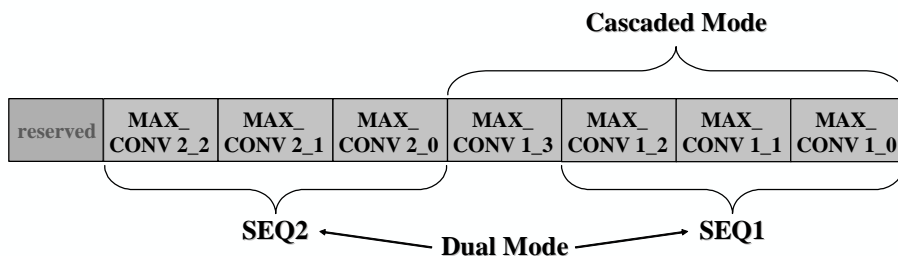 Cascaded Mode
reserved
MAX_
CONV 2_2
MAX_
CONV 2_1
MAX_
CONV 2_0
MAX_
CONV 1_3
MAX_
CONV 1_2
MAX_
CONV 1_1
MAX_
CONV 1_0
SEQ2
Dual Mode
SEQ1